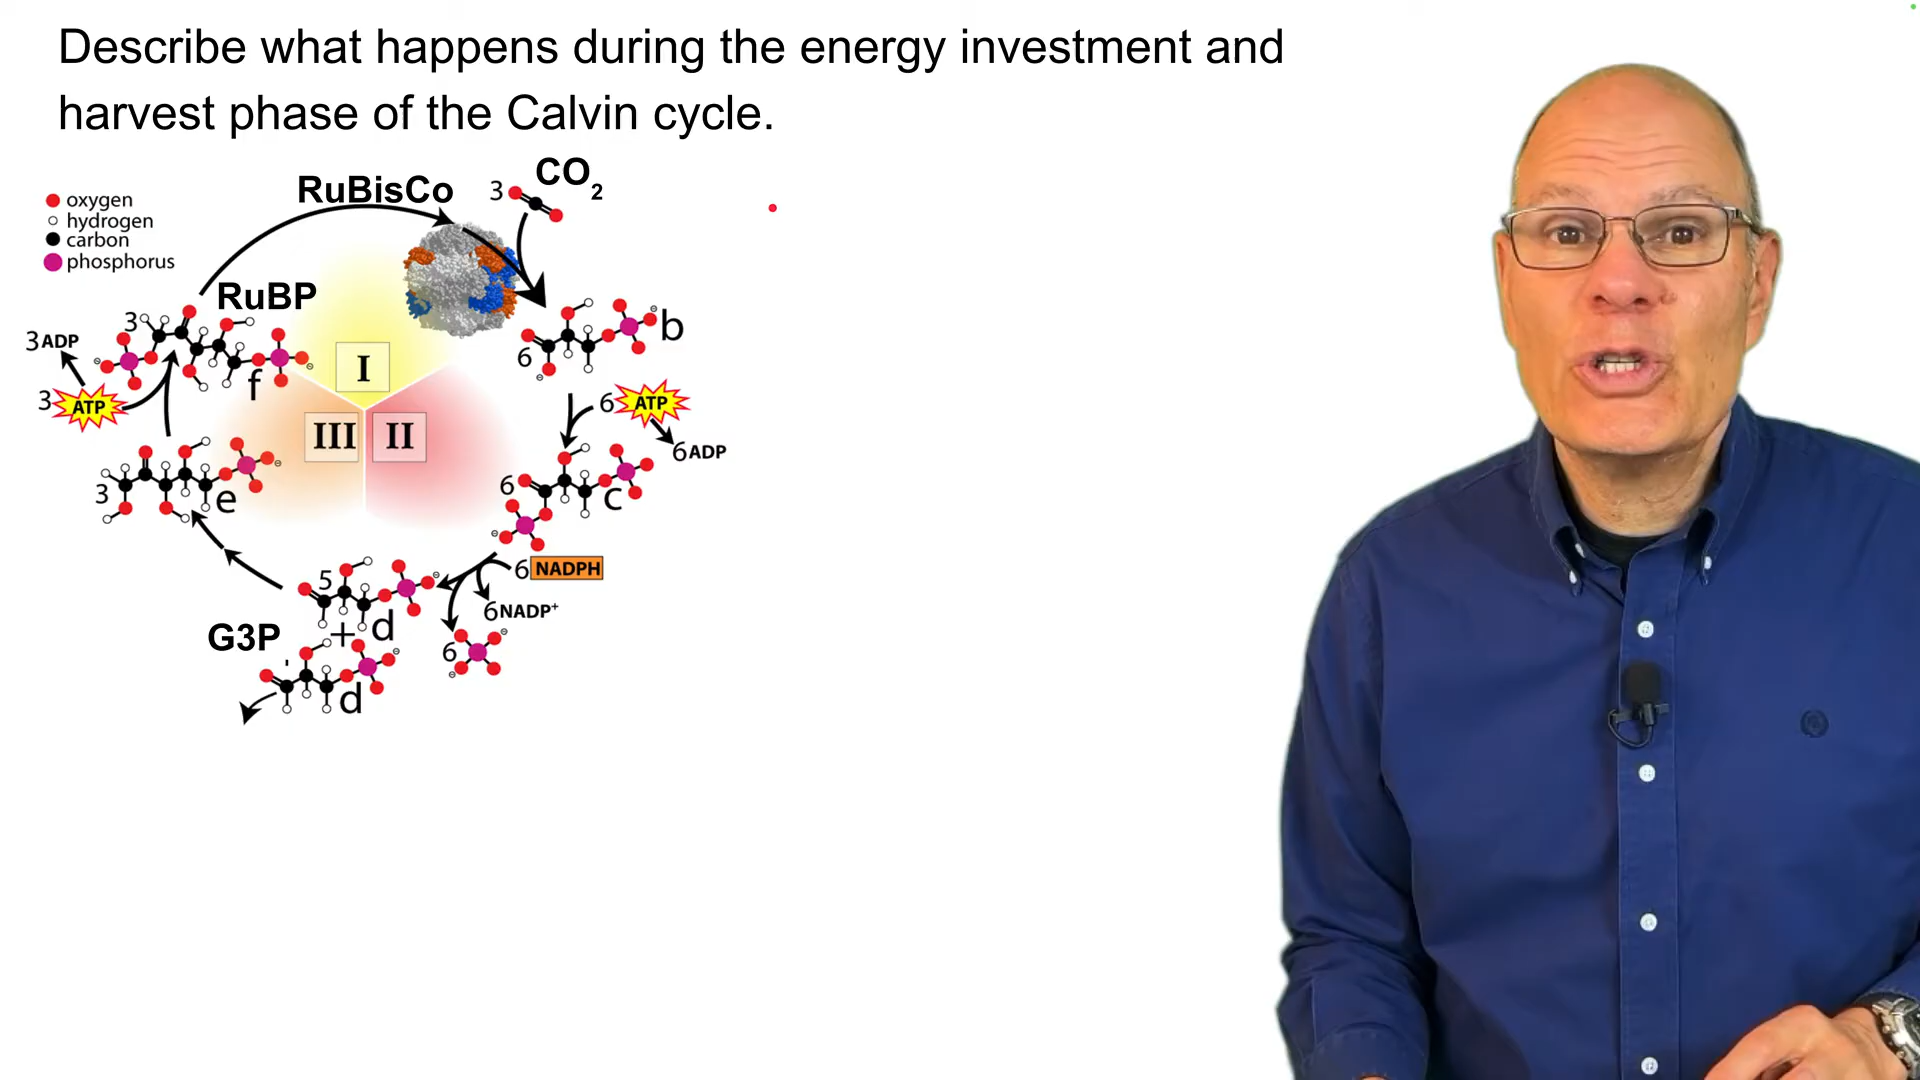 Describe what happens during the energy investment and
harvest phase of the Calvin cycle.
RuBisCo
3
CO2
oxygen
hydrogen
carbon
phosphorus
RuBP
3
3ADP
f
I
6
b
3 ATP
III
II
6 ATP
6ADP
3
e
6
c
5
d
6 NADPH
6NADP+
G3P
+
6
d